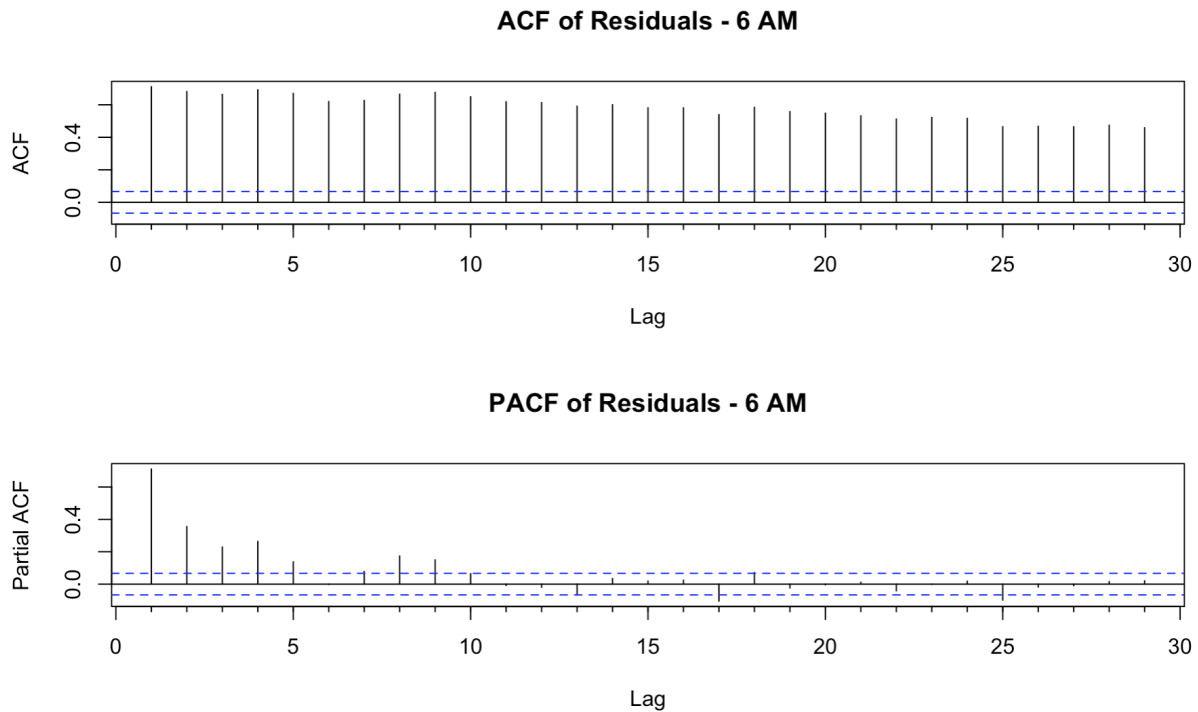 ACF of Residuals - 6 AM
ACF
0.4
0.0
0 5 10 15 20 25 30
Lag
PACF of Residuals - 6 AM
Partial ACF
0.4
0.0
0 5 10 15 20 25 30
Lag